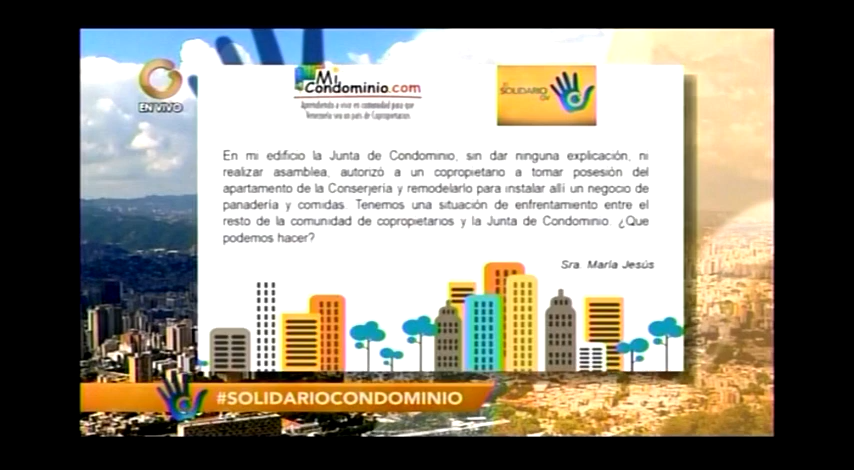 EN VIVO
Mi
Condominio.com
Aprendiendo a vivir en comunidad para que
Venezuela sea un país de Copropietarios
SOLIDARIO
En mi edificio la Junta de Condominio, sin dar ninguna explicación, ni
realizar asamblea, autorizó a un copropietario a tomar posesión del
apartamento de la Conserjería y remodelarlo para instalar allí un negocio de
panadería y comidas. Tenemos una situación de enfrentamiento entre el
resto de la comunidad de copropietarios y la Junta de Condominio. ¿Que
podemos hacer?
Sra. María Jesús
#SOLIDARIOCONDOMINIO